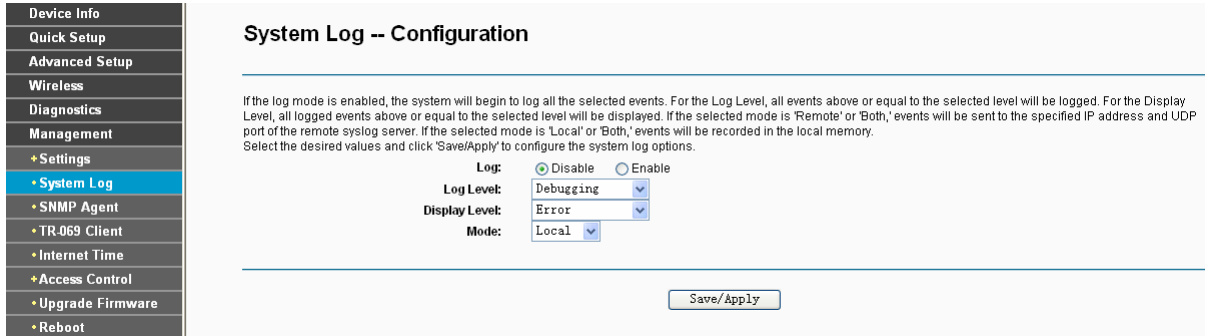 Device Info
Quick Setup
Advanced Setup
Wireless
Diagnostics
Management
+Settings
•System Log
•SNMP Agent
•TR-069 Client
•Internet Time
+Access Control
•Upgrade Firmware
•Reboot
System Log -- Configuration
If the log mode is enabled, the system will begin to log all the selected events. For the Log Level, all events above or equal to the selected level will be logged. For the Display
Level, all logged events above or equal to the selected level will be displayed. If the selected mode is 'Remote' or 'Both,' events will be sent to the specified IP address and UDP
port of the remote syslog server. If the selected mode is 'Local' or 'Both,' events will be recorded in the local memory.
Select the desired values and click 'Save/Apply' to configure the system log options.
Log: Disable Enable
Log Level: Debugging
Display Level: Error
Mode: Local
Save/Apply